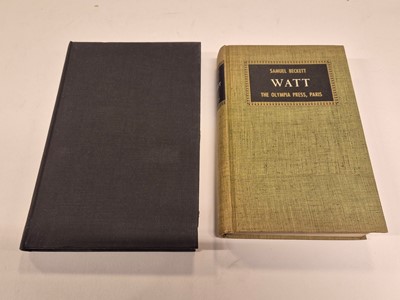 SAMUEL BECKETT
WATT
THE OLYMPIA PRESS, PARIS